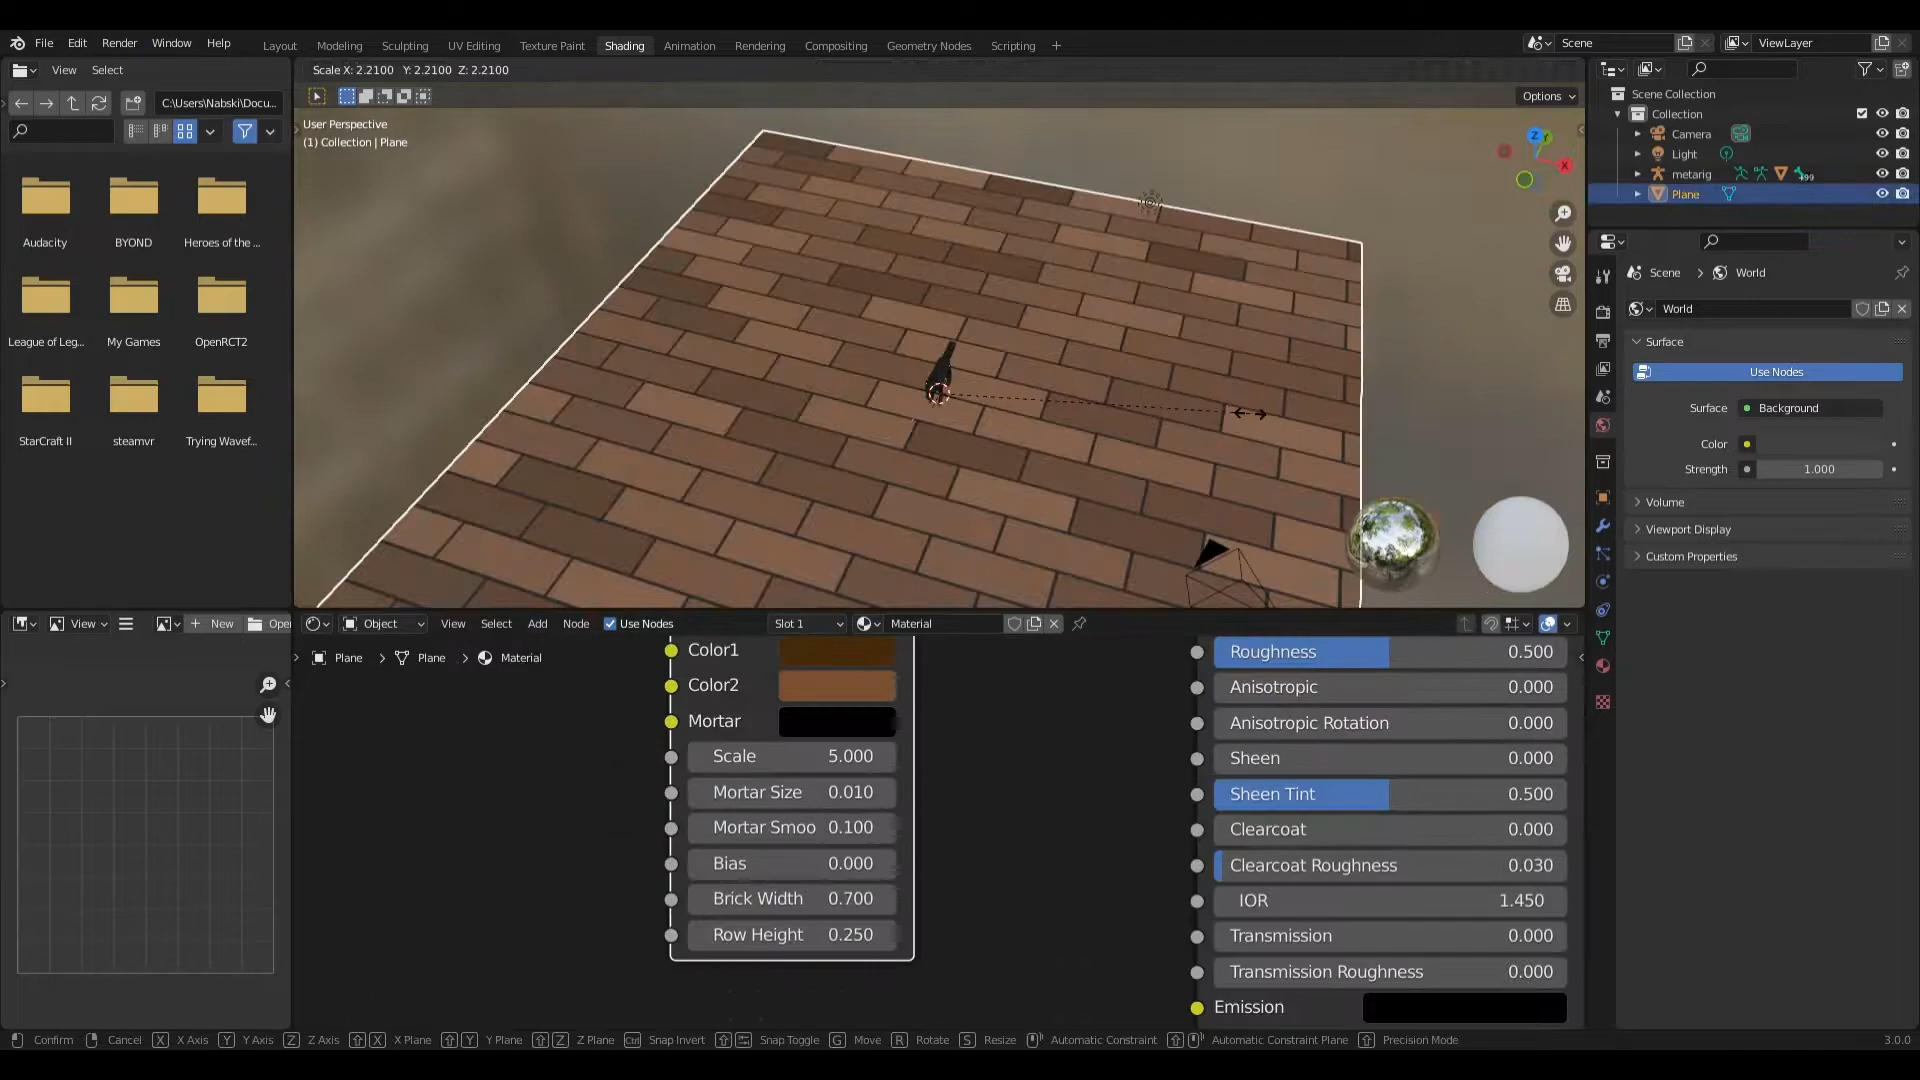 File Edit Render Window Help
Layout Modeling Sculpting UV Editing Texture Paint Shading Animation Rendering Compositing Geometry Nodes Scripting +
Scene
ViewLayer
View Select
Scale X: 2.2100 Y: 2.2100 Z: 2.2100
C:\Users\Nabski\Docu...
Options
User Perspective
(1) Collection | Plane
Z
Y
X
Audacity BYOND Heroes of the ...
League of Leg... My Games OpenRCT2
StarCraft II steamvr Trying Wavef...
Scene Collection
Collection
Camera
Light
metarig
99
Plane
Scene > World
World
Surface
Use Nodes
Surface Background
Color
Strength 1.000
Volume
Viewport Display
Custom Properties
View
+ New
Open
Object View Select Add Node Use Nodes Slot 1 Material
Plane > Plane > Material
Color1
Color2
Mortar
Scale 5.000
Mortar Size 0.010
Mortar Smoo 0.100
Bias 0.000
Brick Width 0.700
Row Height 0.250
Roughness 0.500
Anisotropic 0.000
Anisotropic Rotation 0.000
Sheen 0.000
Sheen Tint 0.500
Clearcoat 0.000
Clearcoat Roughness 0.030
IOR 1.450
Transmission 0.000
Transmission Roughness 0.000
Emission
Confirm Cancel X X Axis Y Y Axis Z Z Axis X X Plane Y Y Plane Z Z Plane Ctrl Snap Invert Snap Toggle G Move R Rotate S Resize Automatic Constraint Automatic Constraint Plane Precision Mode 3.0.0